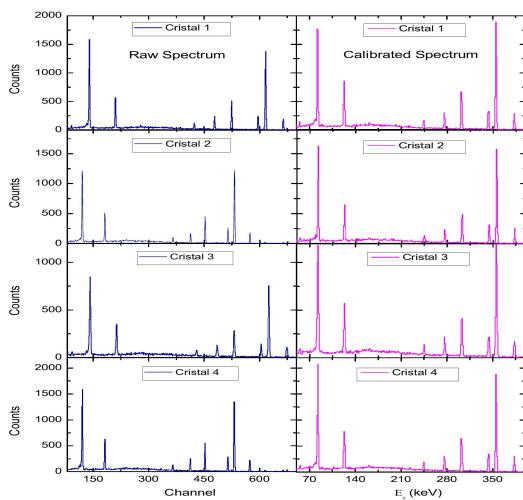 2000
Cristal 1
Cristal 1
1500
Raw Spectrum
Calibrated Spectrum
Counts
1000
500
0
Cristal 2
Cristal 2
1500
Counts
1000
500
0
Cristal 3
Cristal 3
1000
Counts
500
0
2000
Cristal 4
Cristal 4
1500
Counts
1000
500
0
150 300 450 600 70 140 210 280 350
Channel
Eγ (keV)